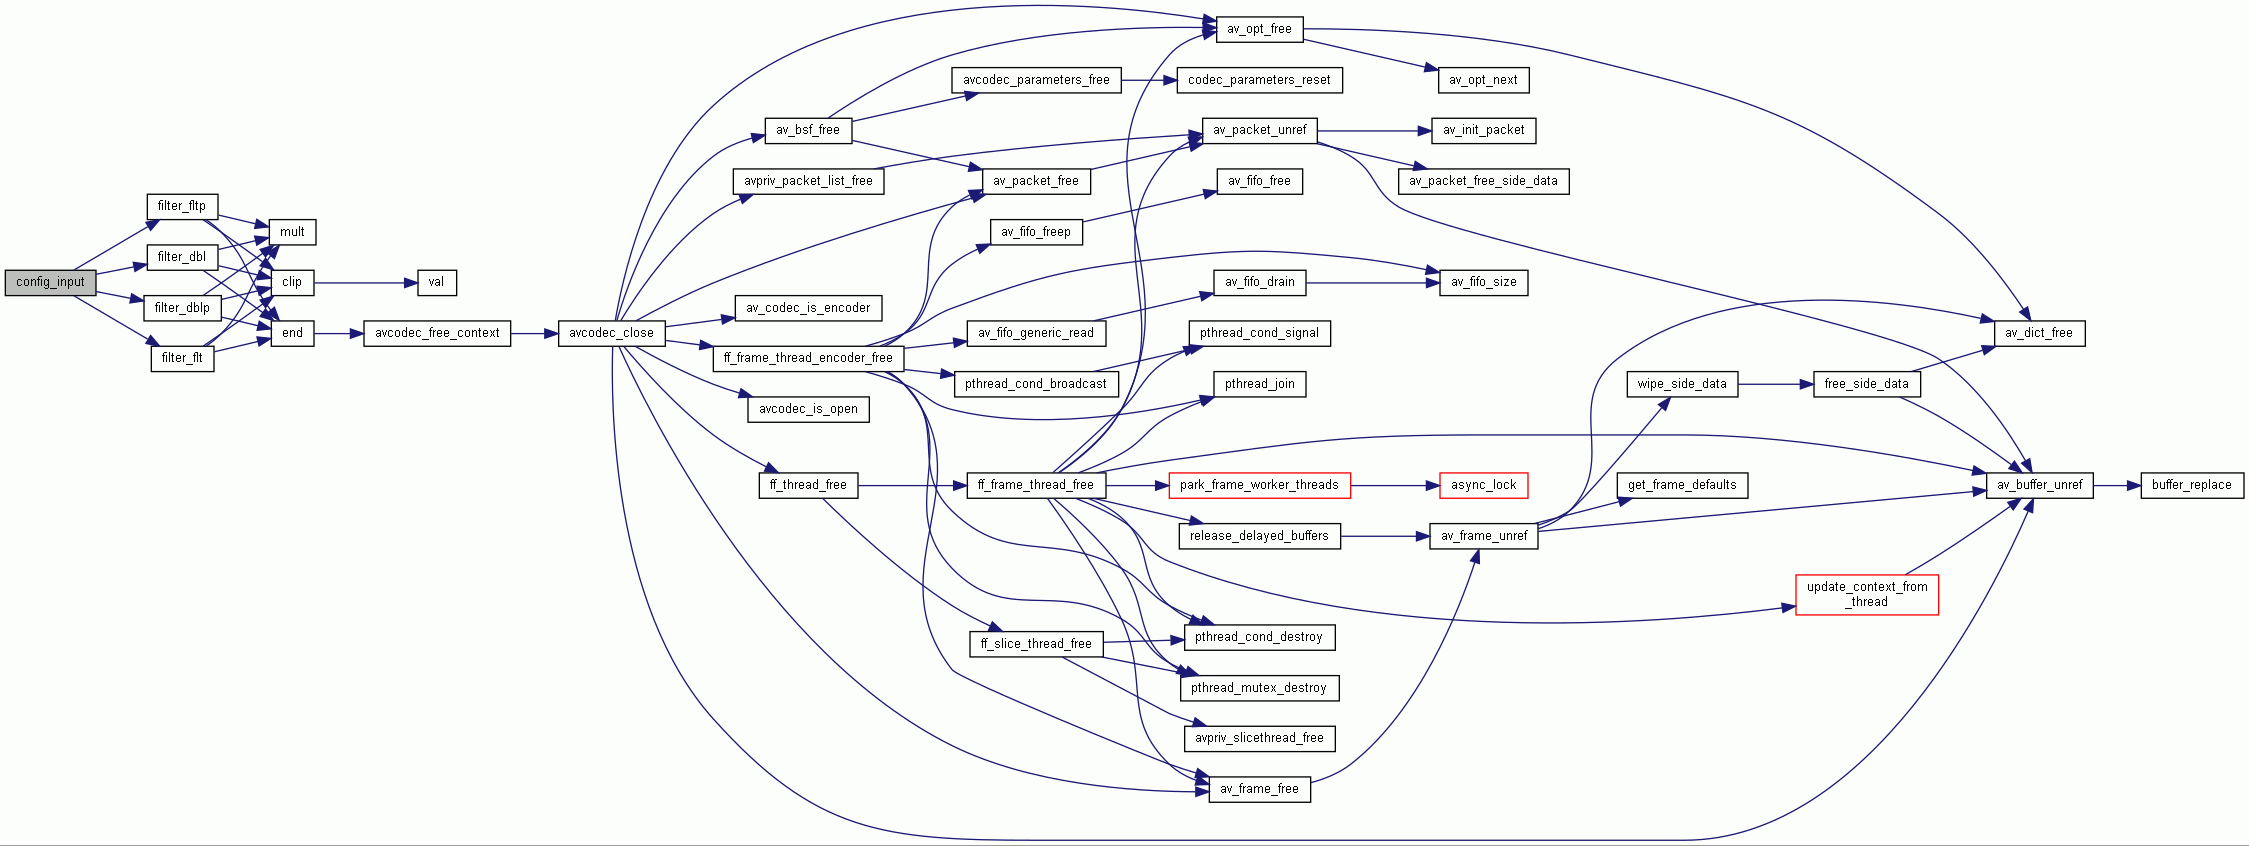 config_input
filter_fltp
filter_dbl
filter_dblp
filter_flt
mult
clip
end
val
avcodec_free_context
avcodec_close
av_bsf_free
avpriv_packet_list_free
av_codec_is_encoder
ff_frame_thread_encoder_free
avcodec_is_open
ff_thread_free
avcodec_parameters_free
av_packet_free
av_fifo_freep
av_fifo_generic_read
pthread_cond_broadcast
ff_frame_thread_free
ff_slice_thread_free
av_opt_free
codec_parameters_reset
av_packet_unref
av_fifo_free
av_fifo_drain
pthread_cond_signal
pthread_join
park_frame_worker_threads
release_delayed_buffers
pthread_cond_destroy
pthread_mutex_destroy
avpriv_slicethread_free
av_frame_free
av_opt_next
av_init_packet
av_packet_free_side_data
av_fifo_size
async_lock
av_frame_unref
wipe_side_data
get_frame_defaults
free_side_data
update_context_from
_thread
av_dict_free
av_buffer_unref
buffer_replace